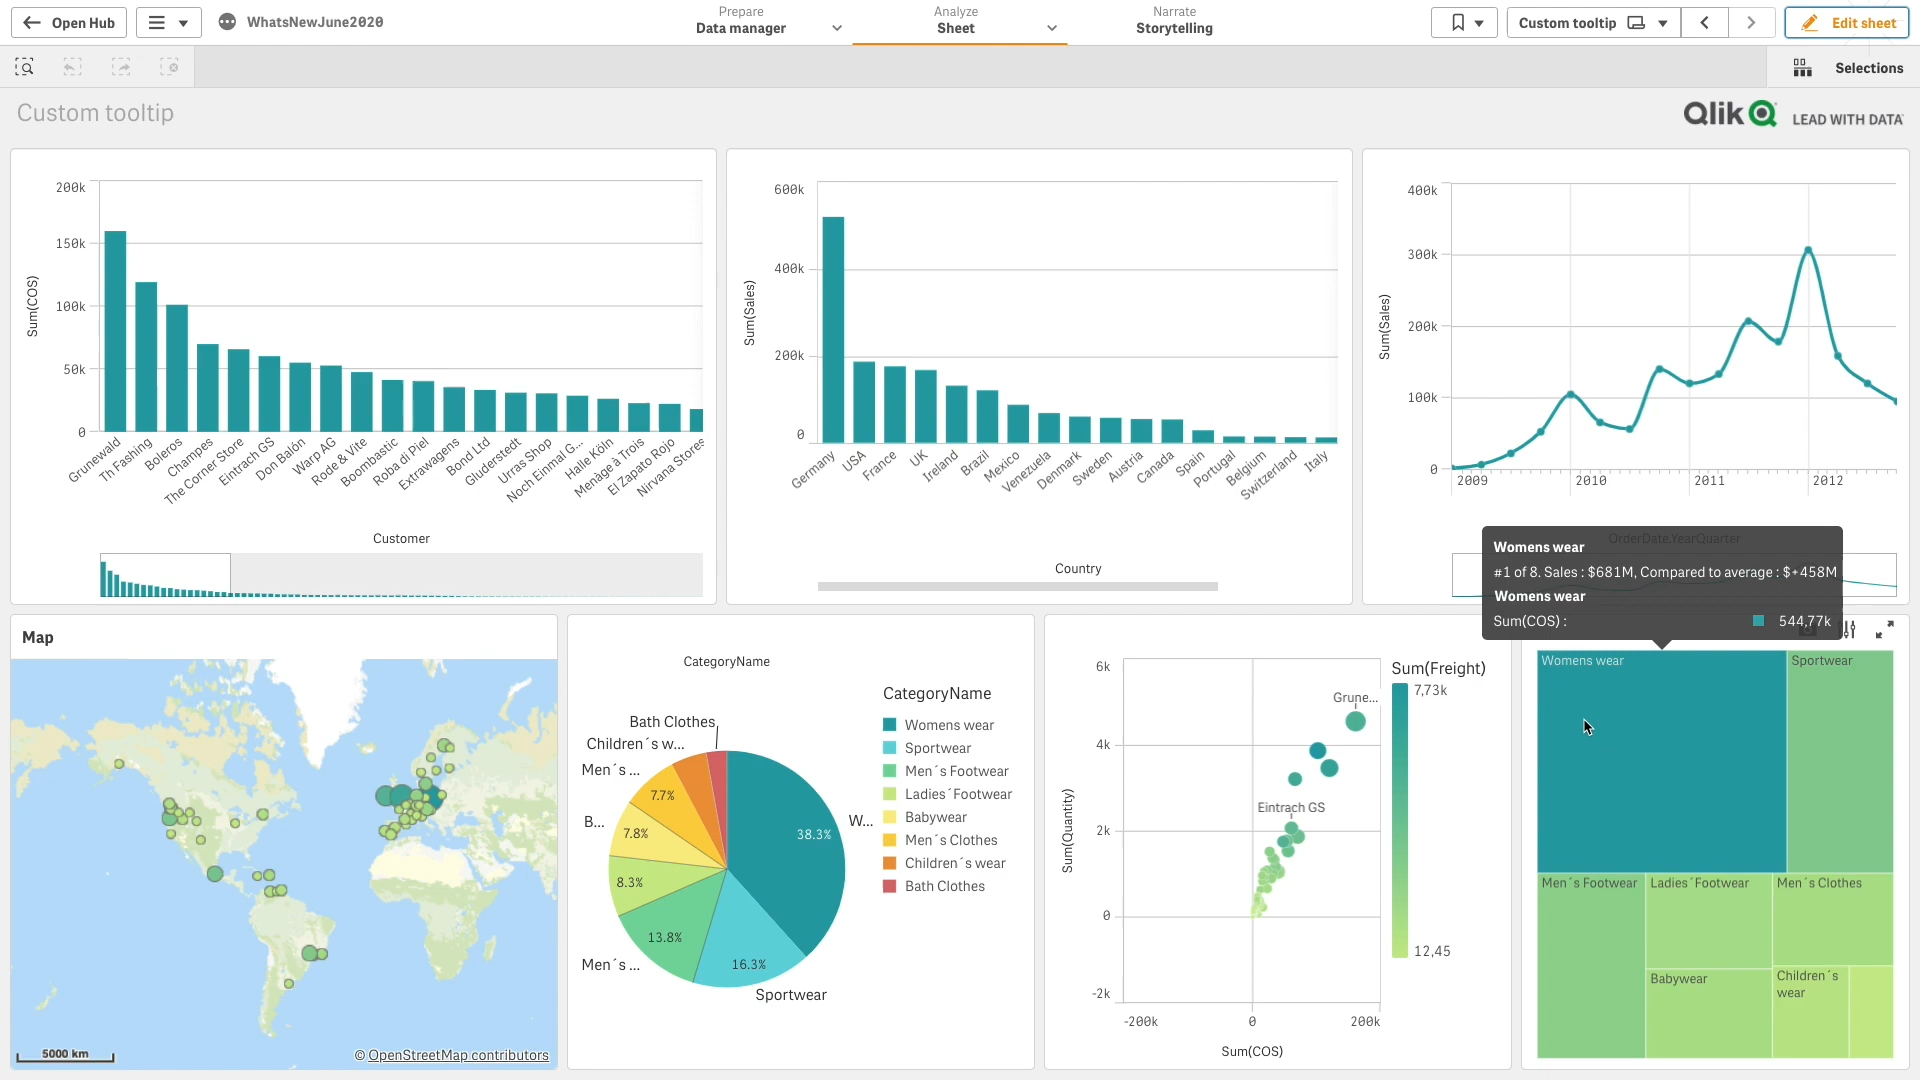 Open Hub
WhatsNewJune2020
Prepare
Data manager
Analyze
Sheet
Narrate
Storytelling
Custom tooltip
Edit sheet
Selections
Custom tooltip
Qlik LEAD WITH DATA
200k
150k
100k
50k
0
Sum(COS)
Grunewald
Th Fashing
Boleros
Champes
The Corner Store
Eintrach GS
Don Balón
Warp AG
Rode & Vite
Boombastic
Roba di Piel
Extrawagens
Bond Ltd
Gluderstedt
Urras Shop
Noch Einmal G...
Halle Köln
Menage à Trois
El Zapato Rojo
Nirvana Stores
Customer
600k
400k
200k
0
Sum(Sales)
Germany
USA
France
UK
Ireland
Brazil
Mexico
Venezuela
Denmark
Sweden
Austria
Canada
Spain
Portugal
Belgium
Switzerland
Italy
Country
400k
300k
200k
100k
0
Sum(Sales)
2009
2010
2011
2012
OrderDate.YearQuarter
Womens wear
#1 of 8. Sales : $681M, Compared to average : $+458M
Womens wear
Sum(COS) : 544,77k
Map
5000 km
© OpenStreetMap contributors
CategoryName
Bath Clothes
Children´s w...
Men´s ...
B...
Men´s ...
Sportwear
W...
38.3%
16.3%
13.8%
8.3%
7.8%
7.7%
CategoryName
Womens wear
Sportwear
Men´s Footwear
Ladies´Footwear
Babywear
Men´s Clothes
Children´s wear
Bath Clothes
6k
4k
2k
0
-2k
Sum(Quantity)
Grune...
Eintrach GS
-200k
0
200k
Sum(COS)
Sum(Freight)
7,73k
12,45
Womens wear
Sportwear
Men´s Footwear
Ladies´Footwear
Men´s Clothes
Babywear
Children´s
wear